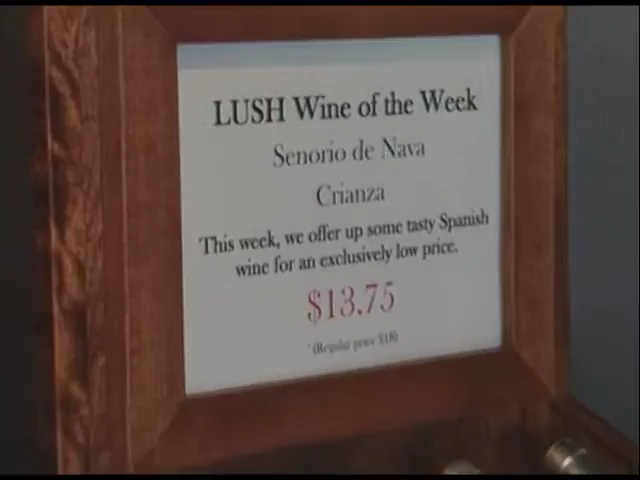 LUSH Wine of the Week
Senorio de Nava
Crianza
This week, we offer up some tasty Spanish
wine for an exclusively low price.
$13.75
*(Regular price $18)